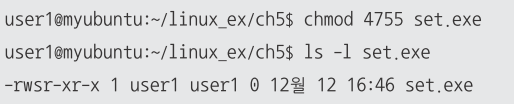 user1@myubuntu:~/linux_ex/ch5$ chmod 4755 set.exe
user1@myubuntu:~/linux_ex/ch5$ ls -l set.exe
-rwsr-xr-x 1 user1 user1 0 12월 12 16:46 set.exe